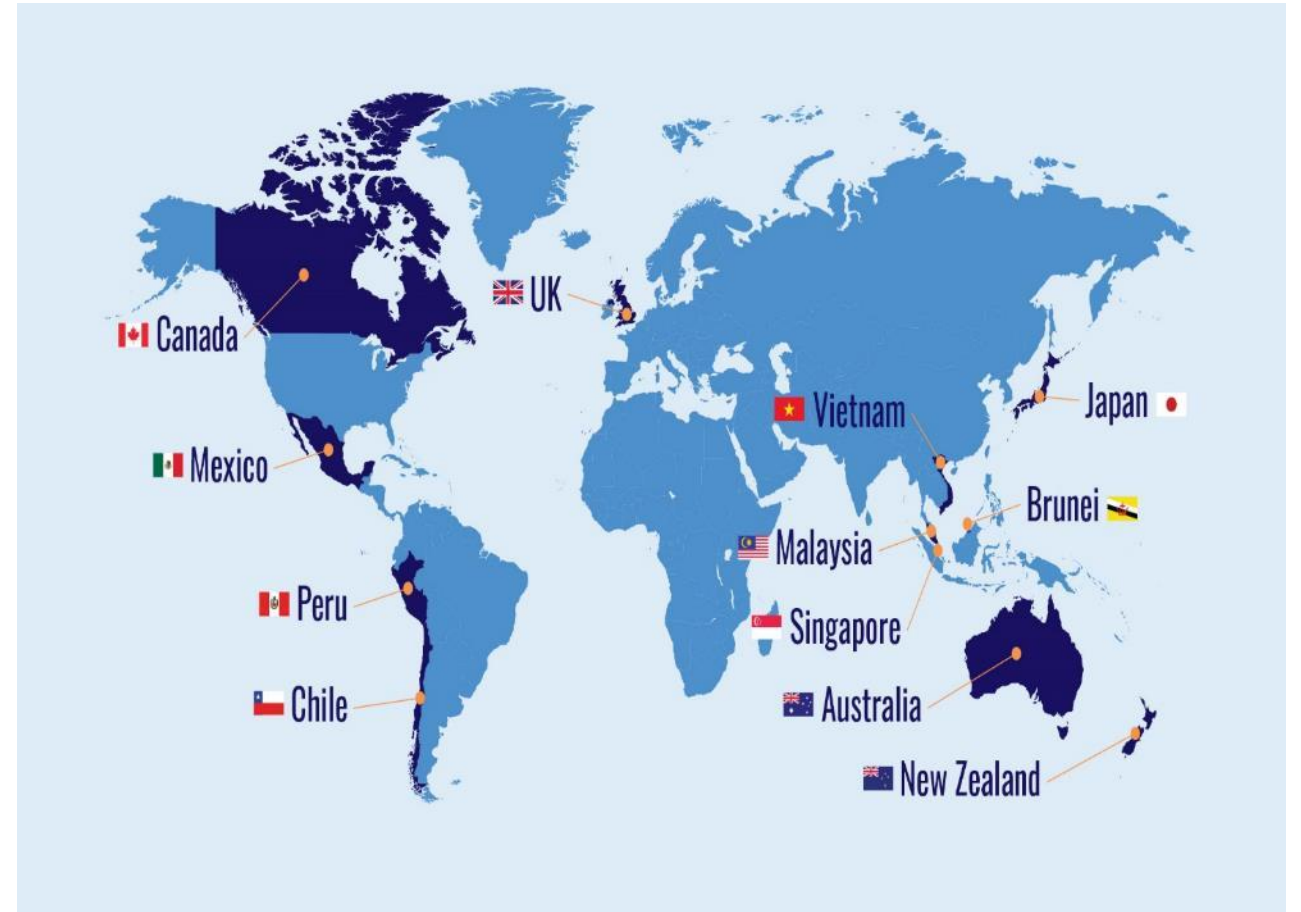 UK
Canada
Vietnam
Japan
Mexico
Brunei
Malaysia
Peru
Singapore
Chile
Australia
New Zealand